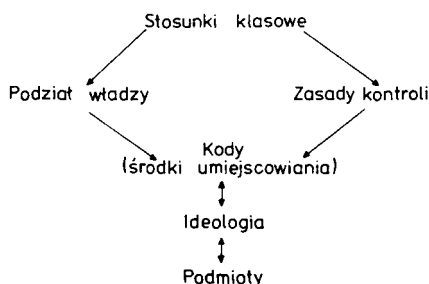 Stosunki klasowe
Podział władzy
Zasady kontroli
Kody
(środki umiejscowiania)
Ideologia
Podmioty